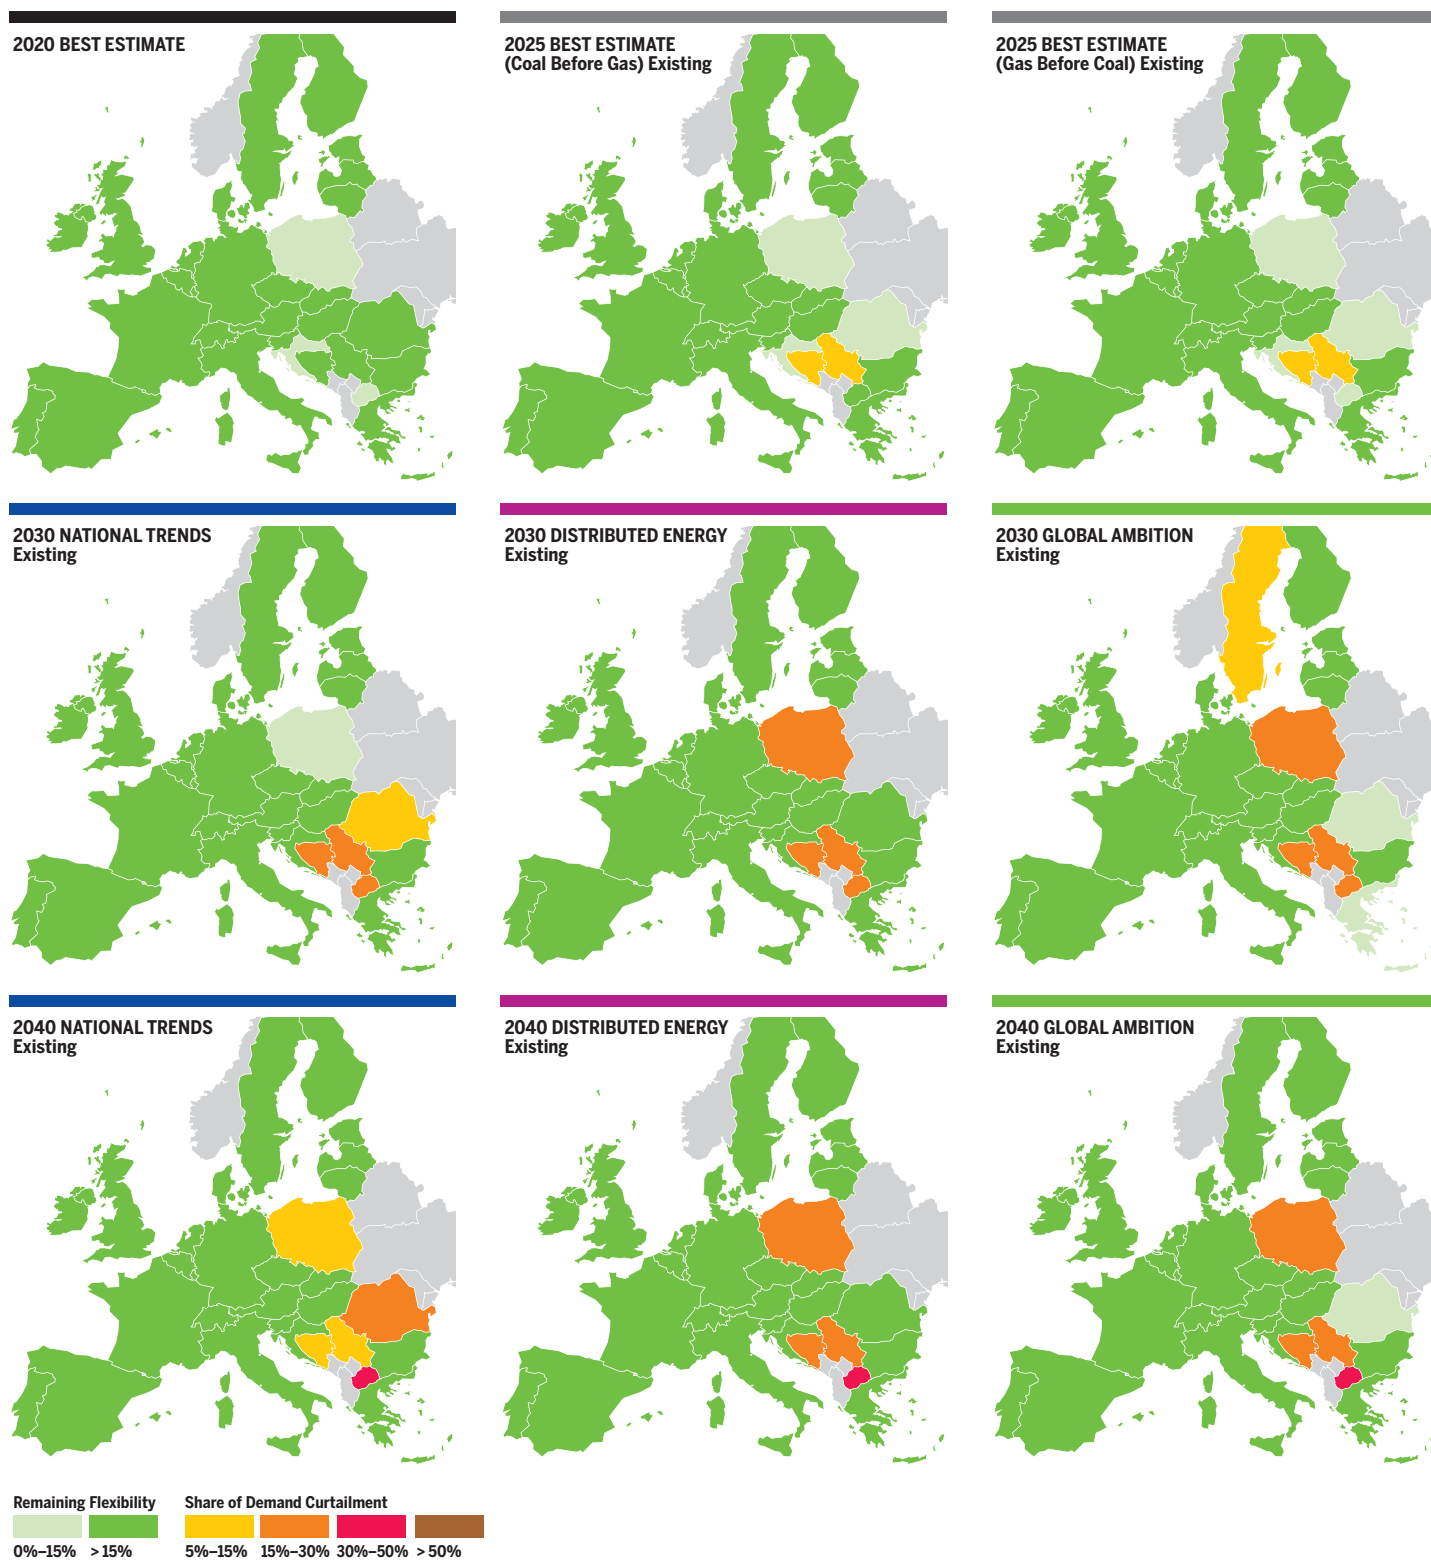 2020 BEST ESTIMATE
2025 BEST ESTIMATE
(Coal Before Gas) Existing
2025 BEST ESTIMATE
(Gas Before Coal) Existing
2030 NATIONAL TRENDS
Existing
2030 DISTRIBUTED ENERGY
Existing
2030 GLOBAL AMBITION
Existing
2040 NATIONAL TRENDS
Existing
2040 DISTRIBUTED ENERGY
Existing
2040 GLOBAL AMBITION
Existing
Remaining Flexibility
0%–15% > 15%
Share of Demand Curtailment
5%–15% 15%–30% 30%–50% > 50%